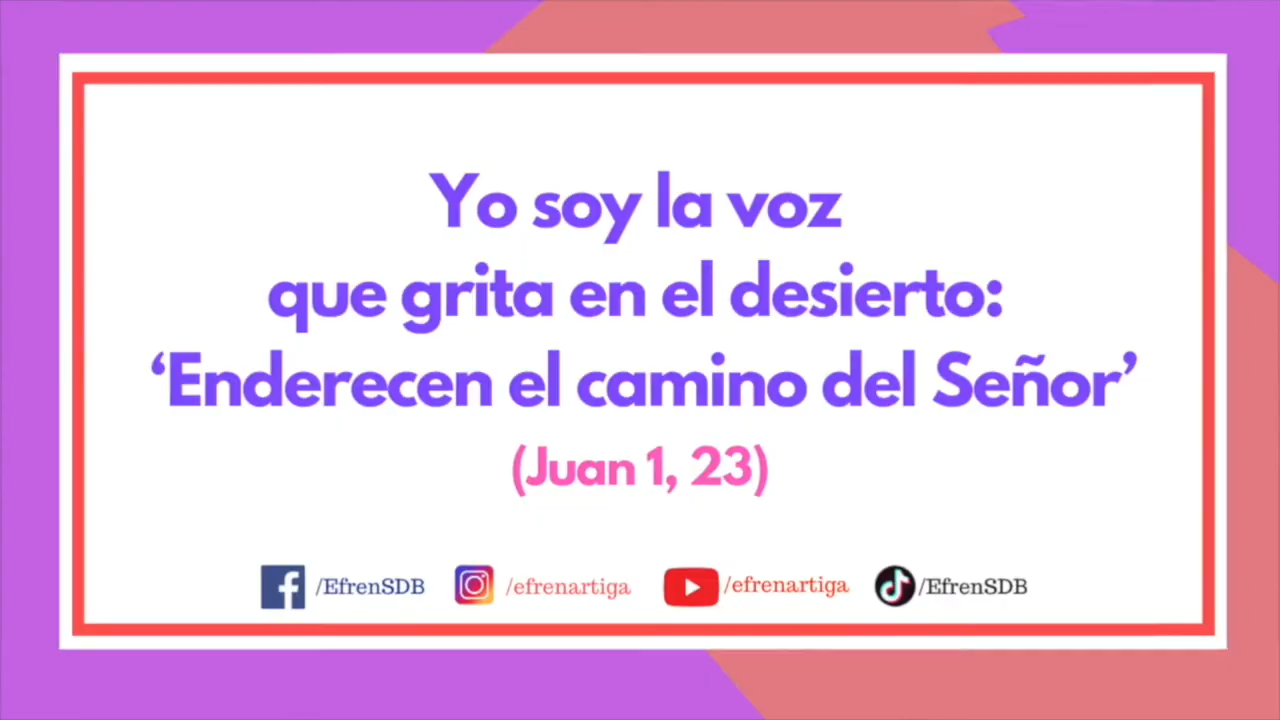 Yo soy la voz
que grita en el desierto:
‘Enderecen el camino del Señor’
(Juan 1, 23)
/EfrenSDB /efrenartiga /efrenartiga /EfrenSDB